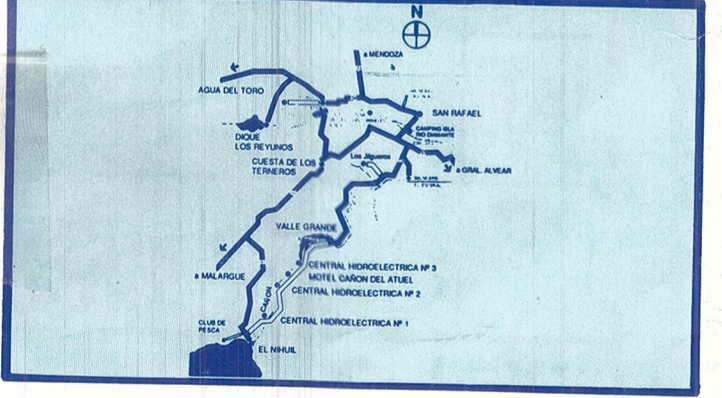 N
a MENDOZA
AGUA DEL TORO
SAN RAFAEL
CAMPING ISLA
RIO DIAMANTE
DIQUE
LOS REYUNOS
CUESTA DE LOS
TERNEROS
Los Jilgueros
a GRAL. ALVEAR
VALLE GRANDE
CENTRAL HIDROELECTRICA Nº 3
a MALARGUE
MOTEL CAÑON DEL ATUEL
CENTRAL HIDROELECTRICA Nº 2
CAÑON
CLUB DE
PESCA
CENTRAL HIDROELECTRICA Nº 1
EL NIHUIL